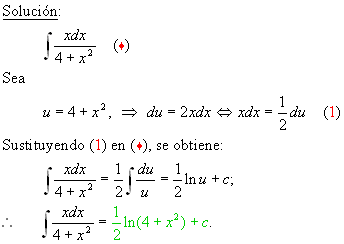 Solución:
∫ xdx/(4 + x²) (♦)
Sea
u = 4 + x², ⇒ du = 2xdx ⇔ xdx = 1/2 du (1)
Sustituyendo (1) en (♦), se obtiene:
∫ xdx/(4 + x²) = 1/2 ∫ du/u = 1/2 ln u + c;
∴ ∫ xdx/(4 + x²) = 1/2 ln(4 + x²) + c.